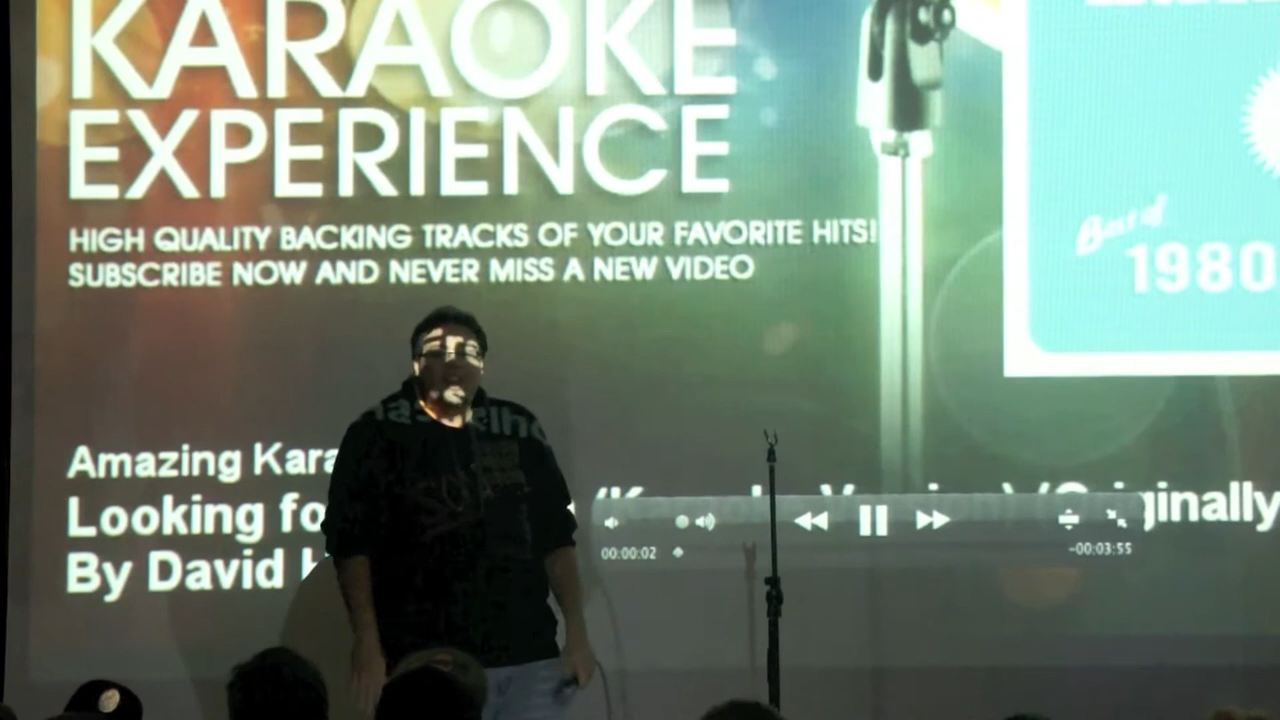 KARAOKE
EXPERIENCE
HIGH QUALITY BACKING TRACKS OF YOUR FAVORITE HITS!
SUBSCRIBE NOW AND NEVER MISS A NEW VIDEO
Best of
1980
Amazing Kara
Looking fo
ginally
By David
00:00:02
-00:03:55